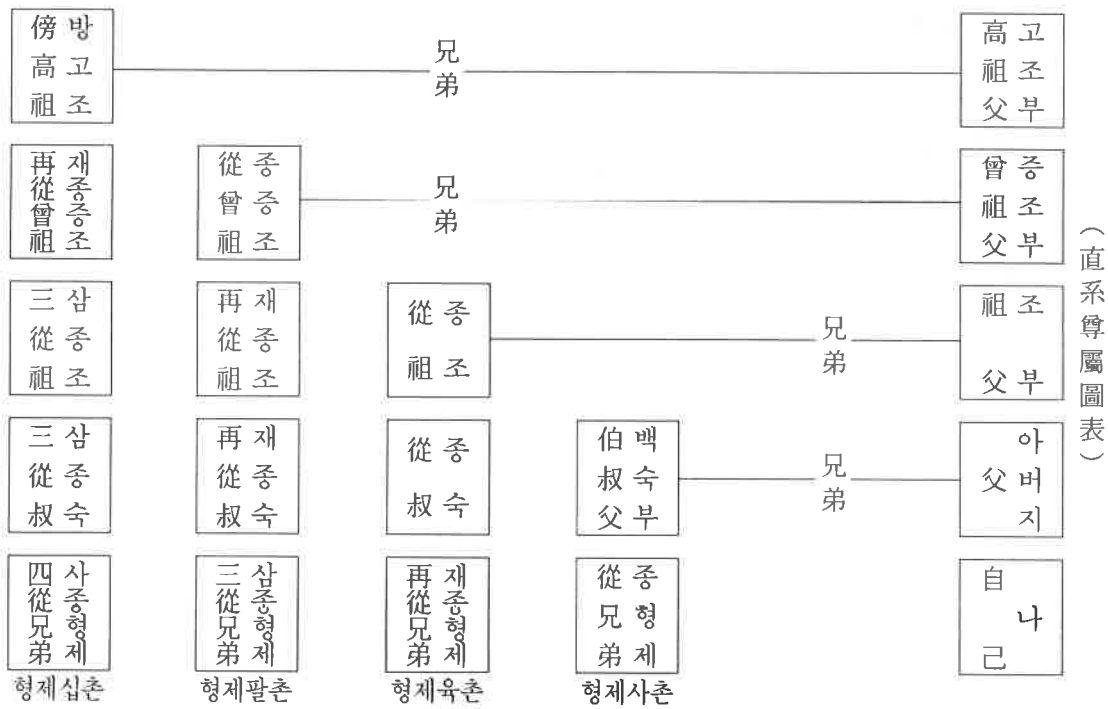 傍高祖
방고조
兄弟
高祖父
고조부
再從曾祖
재종증조
從曾祖
종증조
兄弟
曾祖父
증조부
(直系尊屬圖表)
三從祖
삼종조
再從祖
재종조
從祖
종조
兄弟
祖父
조부
三從叔
삼종숙
再從叔
재종숙
從叔
종숙
伯叔父
백숙부
兄弟
父
아버지
四從兄弟
사종형제
三從兄弟
삼종형제
再從兄弟
재종형제
從兄弟
종형제
自己
나
형제십촌
형제팔촌
형제육촌
형제사촌